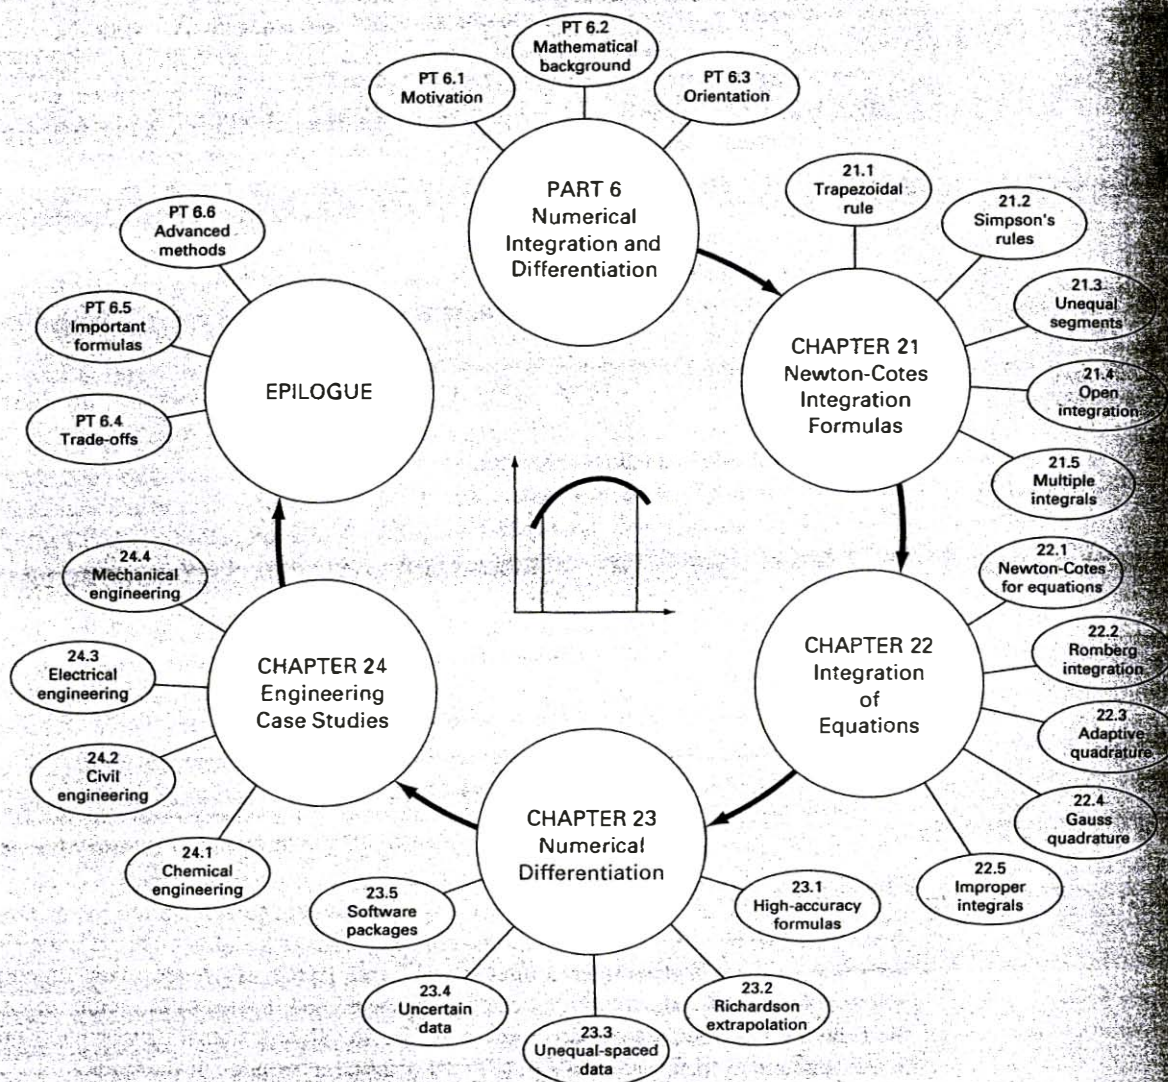 PT 6.1
Motivation
PT 6.2
Mathematical
background
PT 6.3
Orientation
PART 6
Numerical
Integration and
Differentiation
21.1
Trapezoidal
rule
21.2
Simpson's
rules
21.3
Unequal
segments
21.4
Open
integration
21.5
Multiple
integrals
CHAPTER 21
Newton-Cotes
Integration
Formulas
22.1
Newton-Cotes
for equations
22.2
Romberg
integration
22.3
Adaptive
quadrature
22.4
Gauss
quadrature
22.5
Improper
integrals
CHAPTER 22
Integration
of
Equations
23.1
High-accuracy
formulas
23.2
Richardson
extrapolation
23.3
Unequal-spaced
data
23.4
Uncertain
data
23.5
Software
packages
CHAPTER 23
Numerical
Differentiation
24.1
Chemical
engineering
24.2
Civil
engineering
24.3
Electrical
engineering
24.4
Mechanical
engineering
CHAPTER 24
Engineering
Case Studies
PT 6.4
Trade-offs
PT 6.5
Important
formulas
PT 6.6
Advanced
methods
EPILOGUE